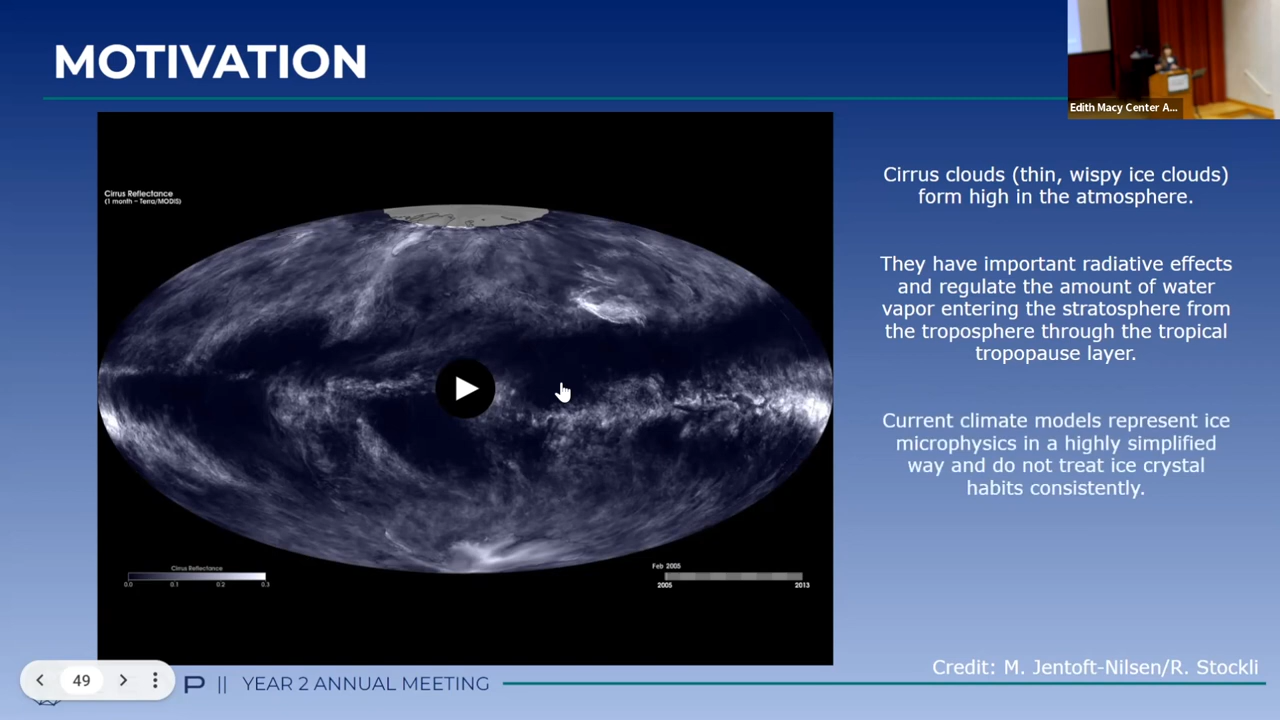 MOTIVATION
Edith Macy Center A...
Cirrus Reflectance
(1 month - Terra/MODIS)
Cirrus clouds (thin, wispy ice clouds)
form high in the atmosphere.
They have important radiative effects
and regulate the amount of water
vapor entering the stratosphere from
the troposphere through the tropical
tropopause layer.
Current climate models represent ice
microphysics in a highly simplified
way and do not treat ice crystal
habits consistently.
Cirrus Reflectance
0.0 0.1 0.2 0.3
Feb 2005
2005 2013
Credit: M. Jentoft-Nilsen/R. Stockli
49
P || YEAR 2 ANNUAL MEETING